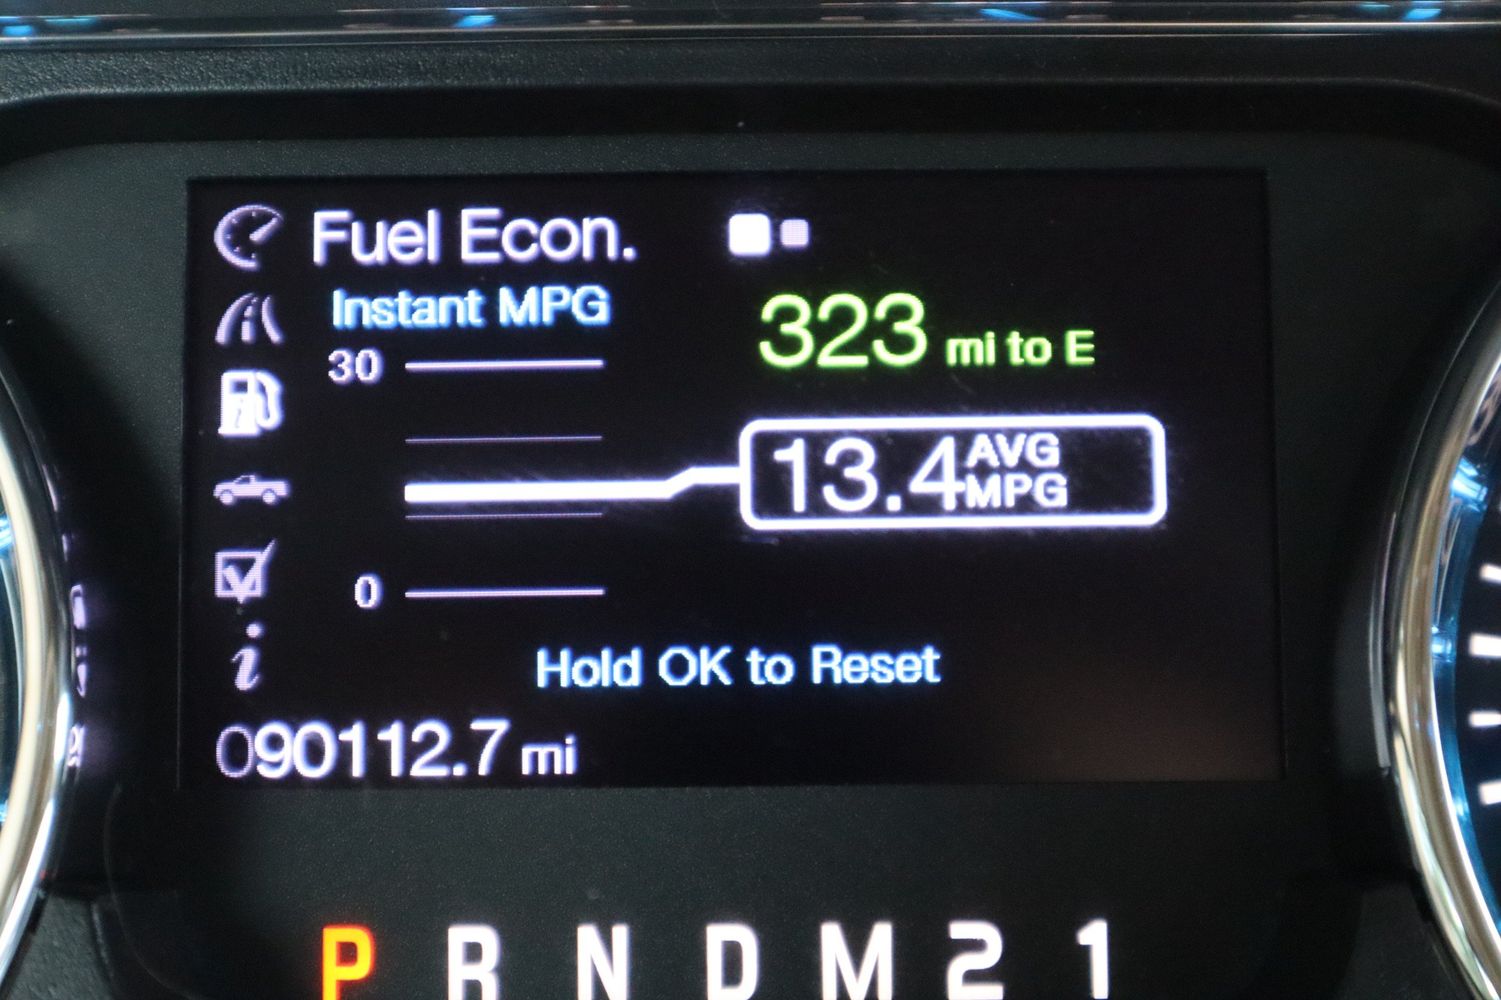 Fuel Econ.
Instant MPG
30
323 mi to E
13.4 AVG MPG
0
Hold OK to Reset
090112.7 mi
P R N D M 2 1